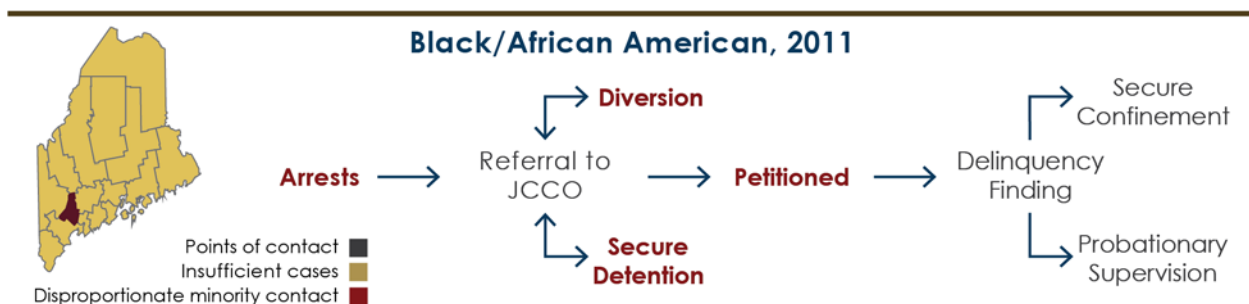 Black/African American, 2011
Diversion
Secure
Confinement
Arrests
Referral to
JCCO
Petitioned
Delinquency
Finding
Points of contact
Insufficient cases
Disproportionate minority contact
Secure
Detention
Probationary
Supervision